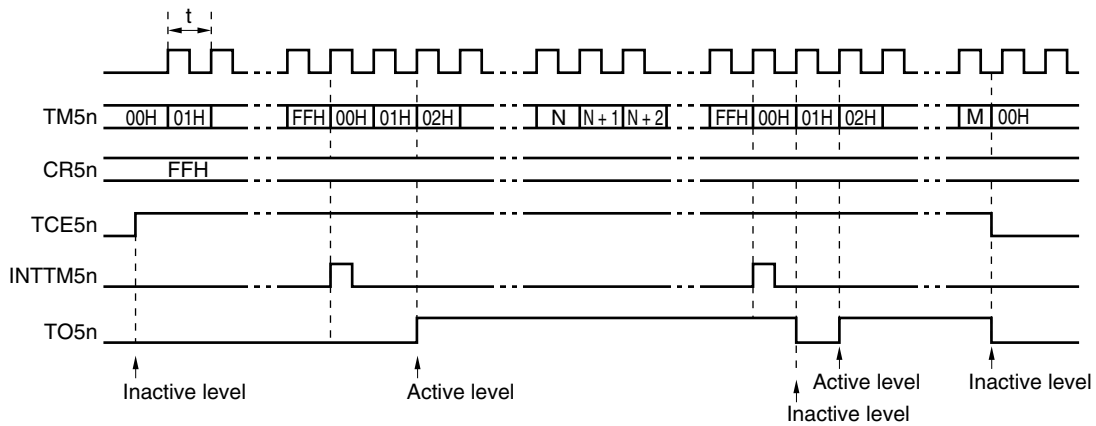 t
TM5n 00H 01H FFH 00H 01H 02H N N + 1 N + 2 FFH 00H 01H 02H M 00H
CR5n FFH
TCE5n
INTTM5n
TO5n
Inactive level Active level Active level Inactive level
Inactive level